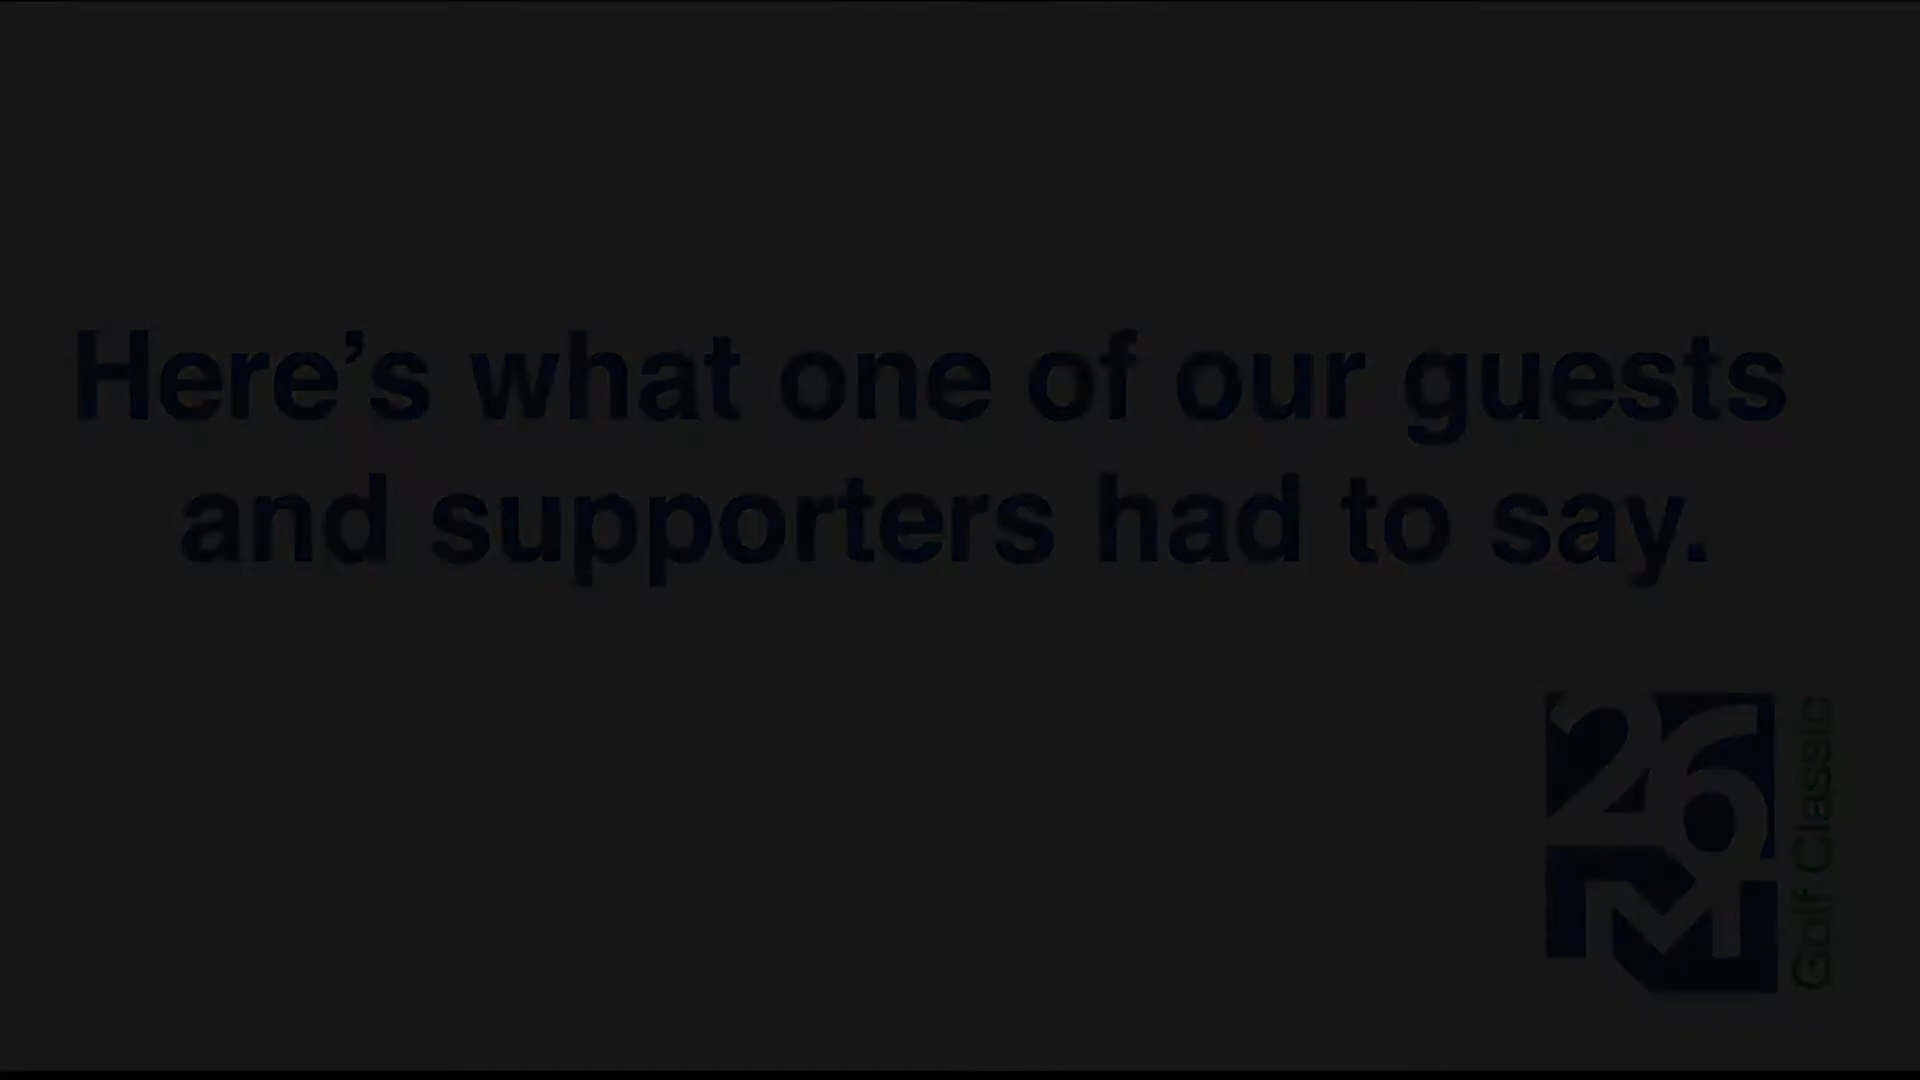 Here’s what one of our guests
and supporters had to say.
’26
M
Golf Classic